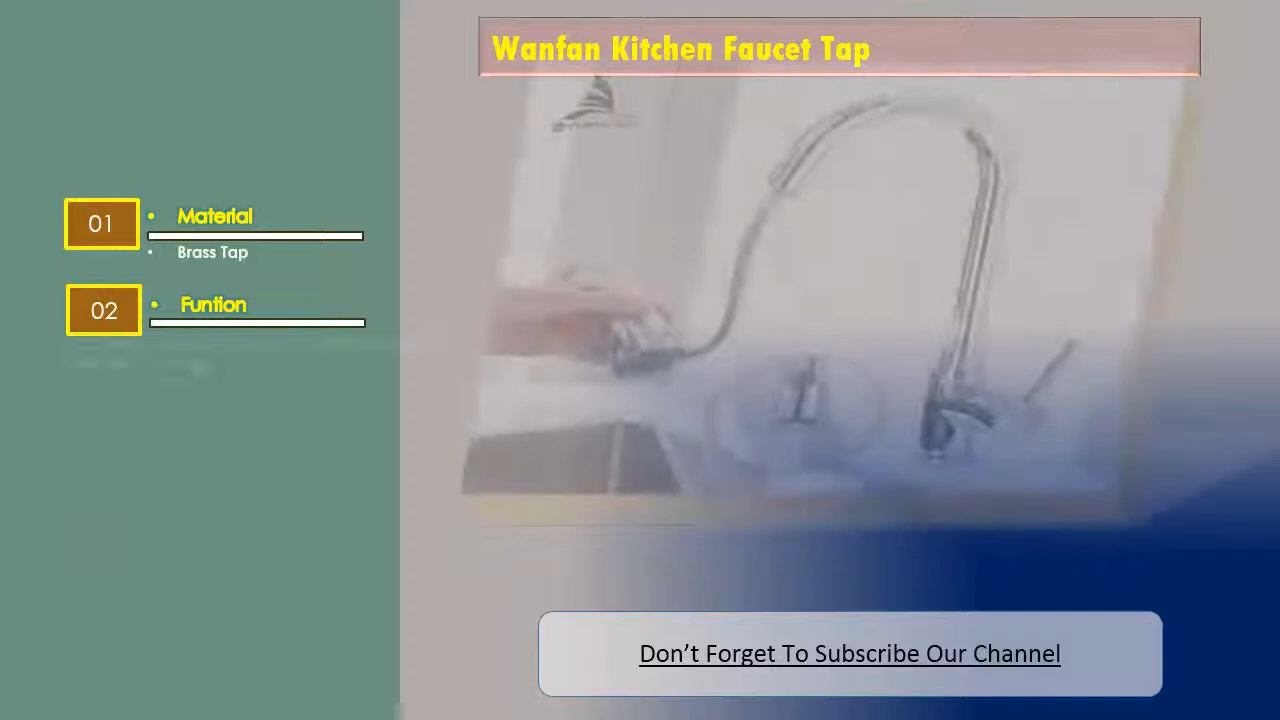 Wanfan Kitchen Faucet Tap
01
• Material
• Brass Tap
02
• Funtion
Don't Forget To Subscribe Our Channel